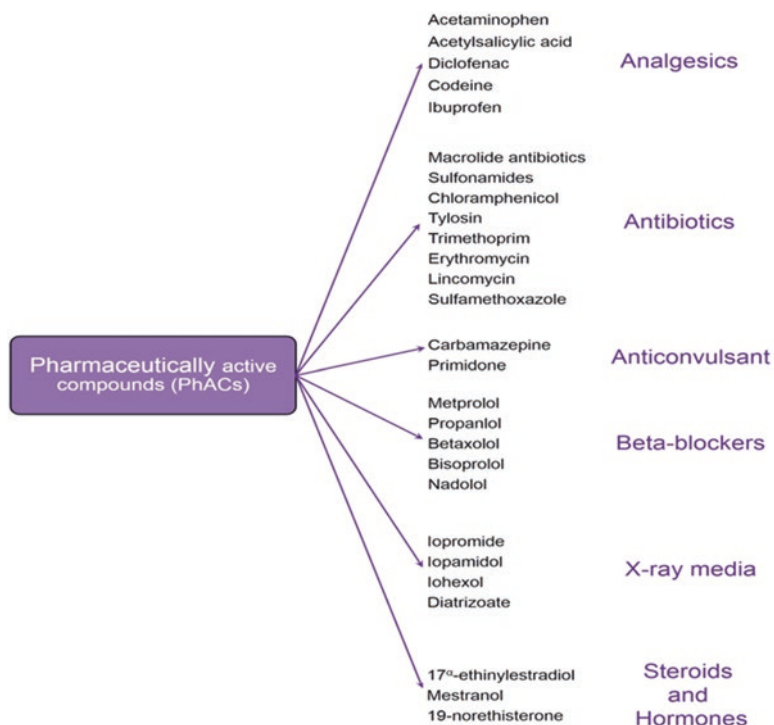 Acetaminophen
Acetylsalicylic acid
Diclofenac
Codeine
Ibuprofen
Analgesics
Macrolide antibiotics
Sulfonamides
Chloramphenicol
Tylosin
Trimethoprim
Erythromycin
Lincomycin
Sulfamethoxazole
Antibiotics
Pharmaceutically active
compounds (PhACs)
Carbamazepine
Primidone
Anticonvulsant
Metprolol
Propanlol
Betaxolol
Bisoprolol
Nadolol
Beta-blockers
Iopromide
Iopamidol
Iohexol
Diatrizoate
X-ray media
17α-ethinylestradiol
Mestranol
19-norethisterone
Steroids
and
Hormones